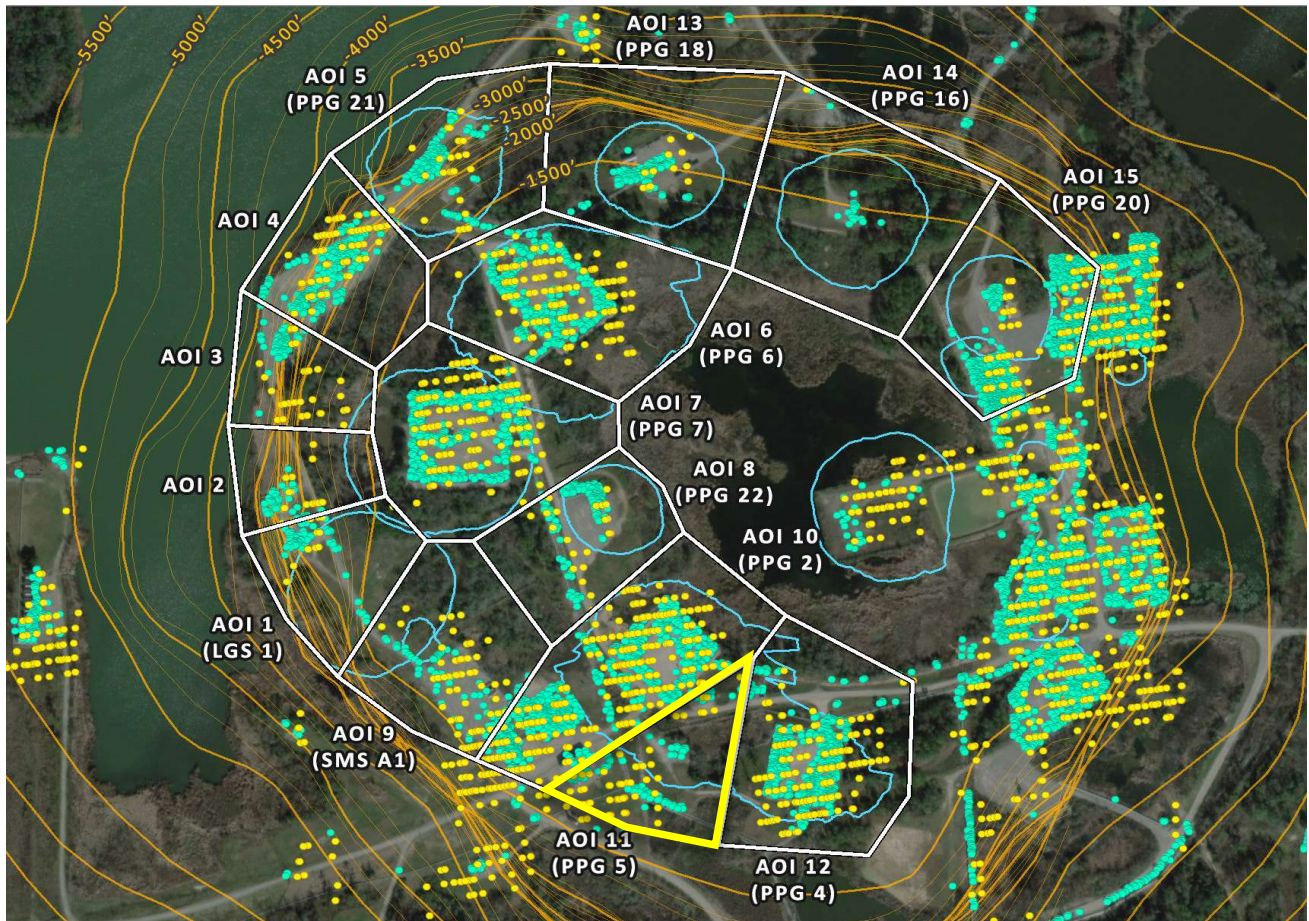 -5500'
-5000'
-4500'
-4000'
-3500'
-3000'
-2500'
-2000'
-1500'
AOI 13
(PPG 18)
AOI 14
(PPG 16)
AOI 5
(PPG 21)
AOI 15
(PPG 20)
AOI 4
AOI 3
AOI 6
(PPG 6)
AOI 7
(PPG 7)
AOI 2
AOI 8
(PPG 22)
AOI 10
(PPG 2)
AOI 1
(LGS 1)
AOI 9
(SMS A1)
AOI 11
(PPG 5)
AOI 12
(PPG 4)